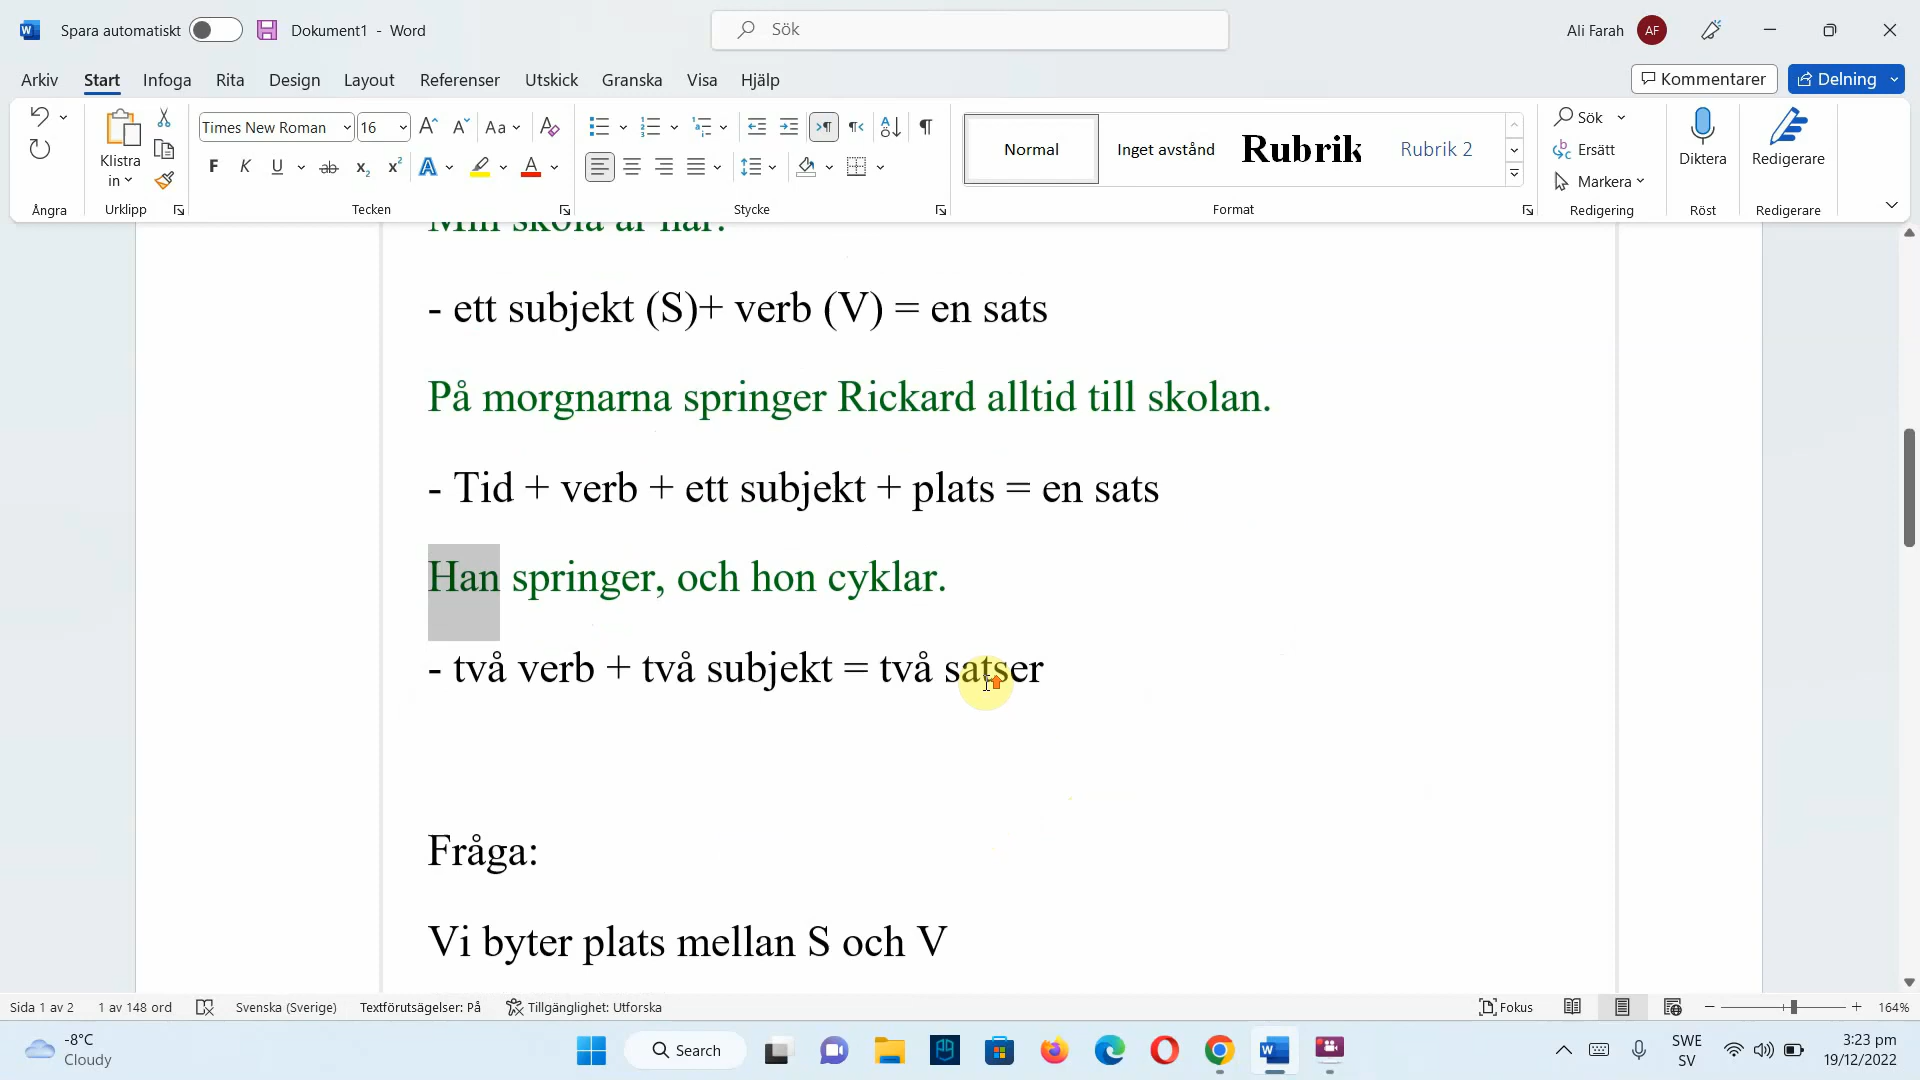 Spara automatiskt Dokument1 - Word Sök Ali Farah AF
Arkiv Start Infoga Rita Design Layout Referenser Utskick Granska Visa Hjälp Kommentarer Delning
Klistra in
Times New Roman 16
Normal Inget avstånd Rubrik Rubrik 2
Sök
Ersätt
Markera
Diktera Redigerare
Ångra Urklipp Tecken Stycke Format Redigering Röst Redigerare
Min skola är här.
- ett subjekt (S)+ verb (V) = en sats
På morgnarna springer Rickard alltid till skolan.
- Tid + verb + ett subjekt + plats = en sats
Han springer, och hon cyklar.
- två verb + två subjekt = två satser
Fråga:
Vi byter plats mellan S och V
Sida 1 av 2 1 av 148 ord Svenska (Sverige) Textförutsägelser: På Tillgänglighet: Utforska Fokus 164%
-8°C
Cloudy
Search
SWE
SV
3:23 pm
19/12/2022